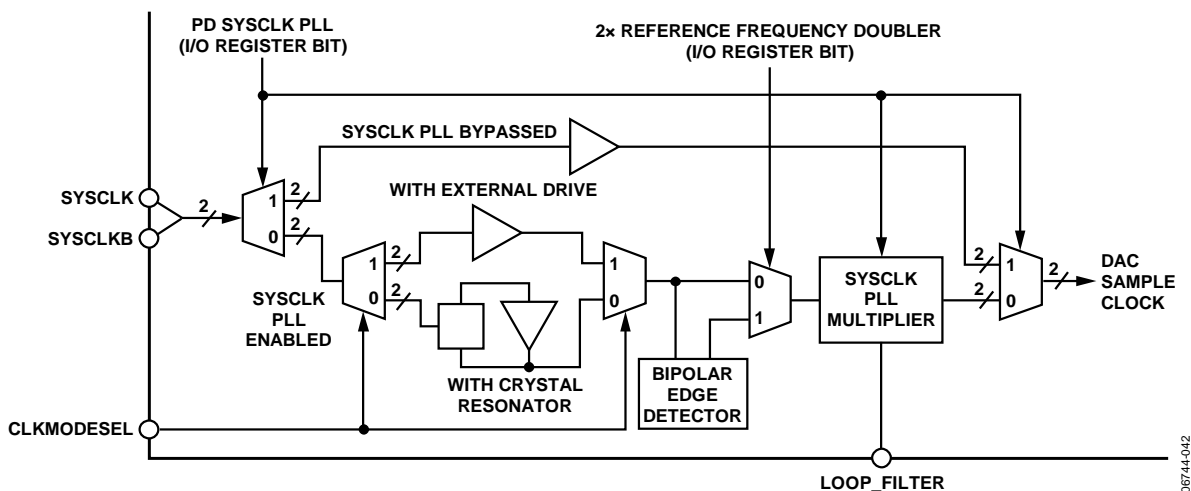 PD SYSCLK PLL
(I/O REGISTER BIT)
2× REFERENCE FREQUENCY DOUBLER
(I/O REGISTER BIT)
SYSCLK PLL BYPASSED
WITH EXTERNAL DRIVE
SYSCLK
SYSCLKB
2
1
0
2
2
SYSCLK
PLL
ENABLED
1
0
2
2
WITH CRYSTAL
RESONATOR
1
0
0
1
BIPOLAR
EDGE
DETECTOR
SYSCLK
PLL
MULTIPLIER
2
2
1
0
2
DAC
SAMPLE
CLOCK
CLKMODESEL
LOOP_FILTER
06744-042